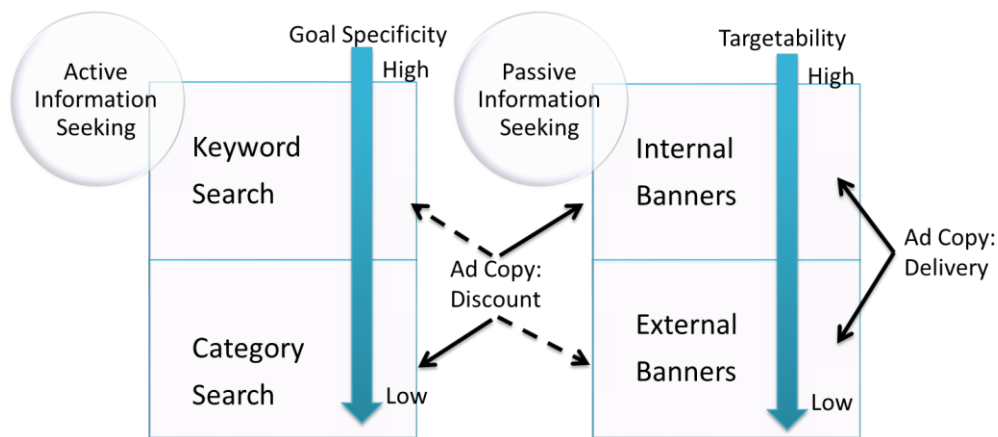 Active
Information
Seeking
Goal Specificity
High
Keyword
Search
Category
Search
Low
Ad Copy:
Discount
Passive
Information
Seeking
Targetability
High
Internal
Banners
External
Banners
Low
Ad Copy:
Delivery